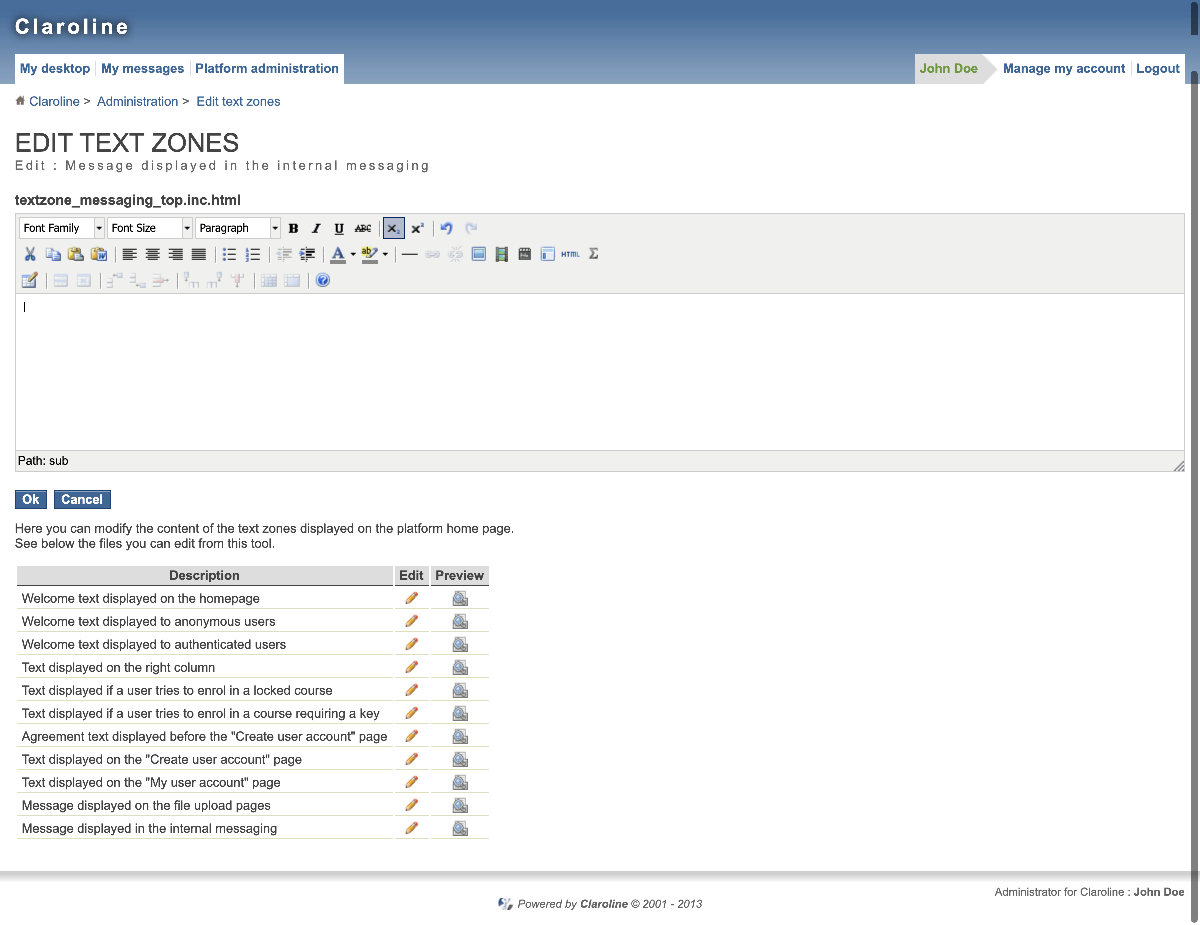 Claroline
My desktop My messages Platform administration
John Doe Manage my account Logout
Claroline > Administration > Edit text zones
EDIT TEXT ZONES
Edit : Message displayed in the internal messaging
textzone_messaging_top.inc.html
Font Family Font Size Paragraph B I U ABC x₂ x²
A ab HTML Σ
Path: sub
Ok Cancel
Here you can modify the content of the text zones displayed on the platform home page.
See below the files you can edit from this tool.
Description Edit Preview
Welcome text displayed on the homepage
Welcome text displayed to anonymous users
Welcome text displayed to authenticated users
Text displayed on the right column
Text displayed if a user tries to enrol in a locked course
Text displayed if a user tries to enrol in a course requiring a key
Agreement text displayed before the "Create user account" page
Text displayed on the "Create user account" page
Text displayed on the "My user account" page
Message displayed on the file upload pages
Message displayed in the internal messaging
Administrator for Claroline : John Doe
Powered by Claroline © 2001 - 2013